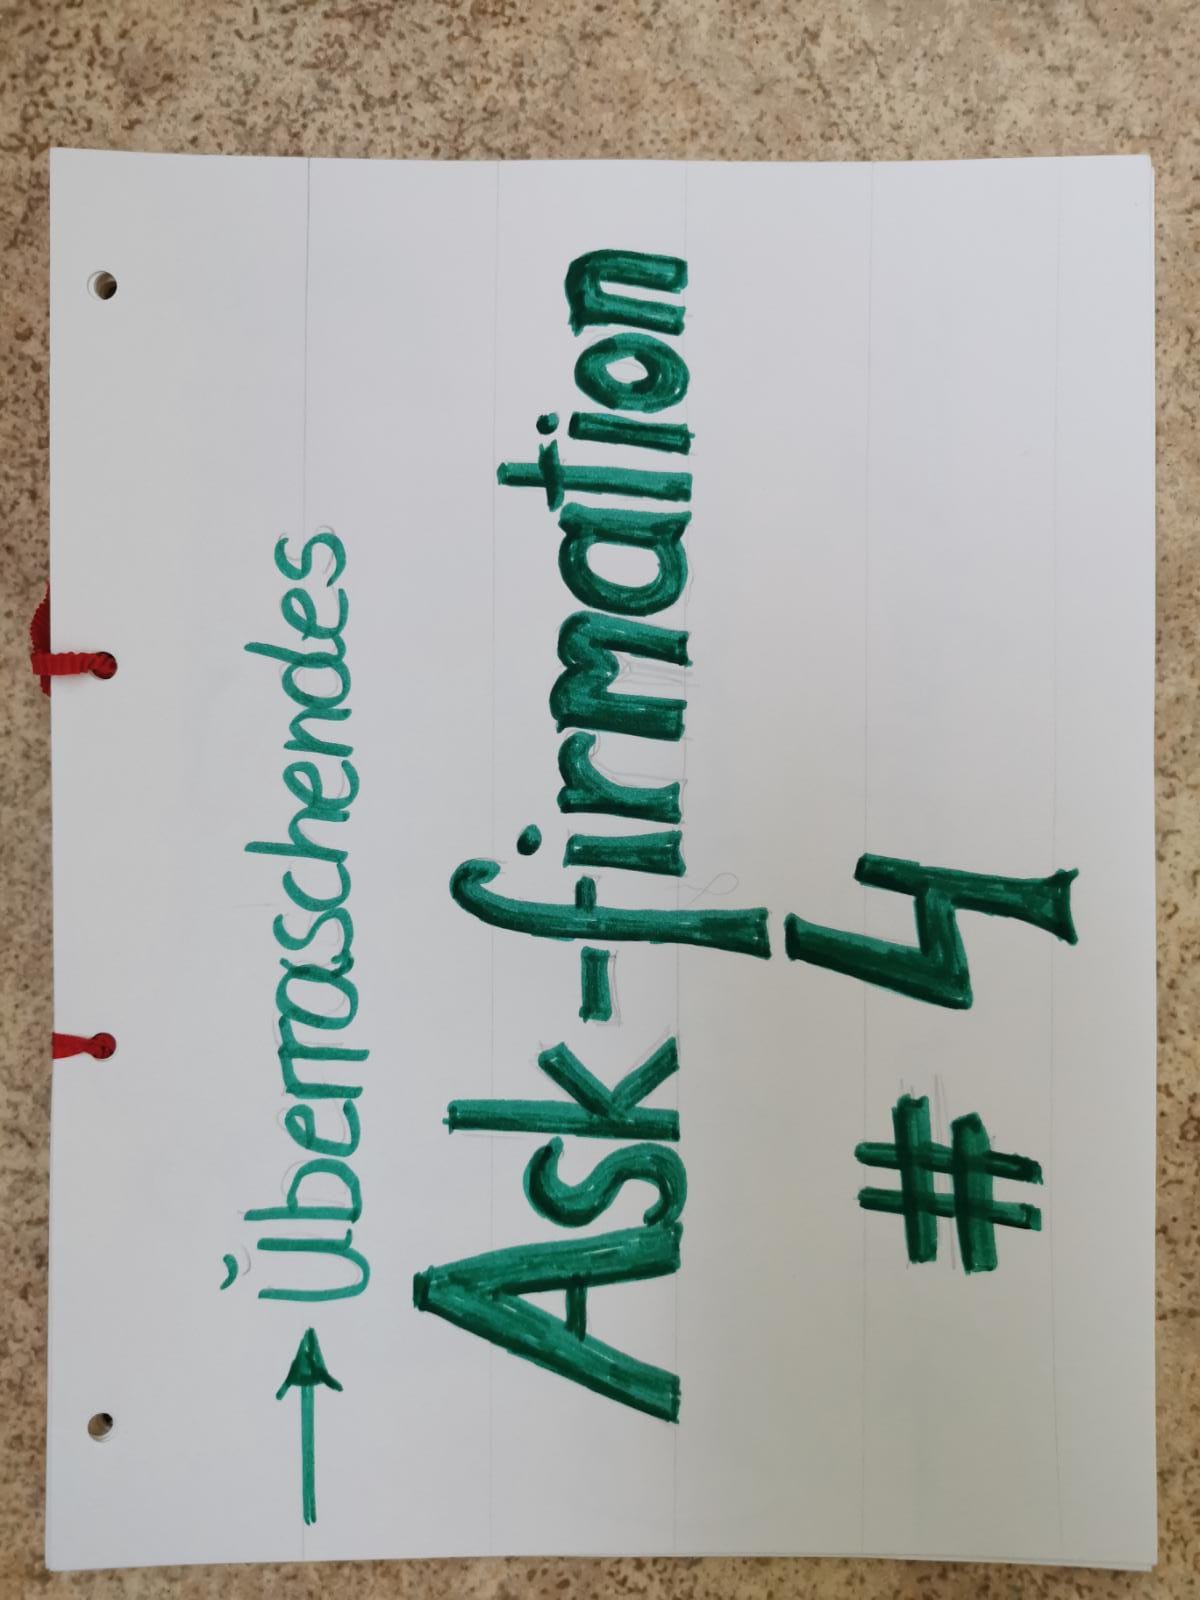 → Überraschendes
Ask-firmation
# 4